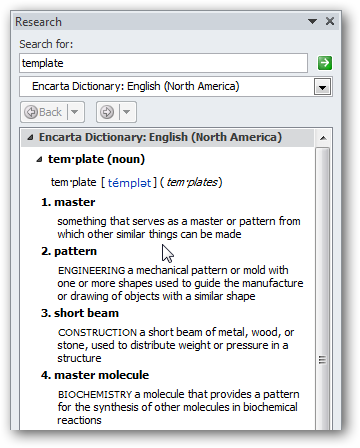 Research
Search for:
template
Encarta Dictionary: English (North America)
Back
Encarta Dictionary: English (North America)
tem·plate (noun)
tem·plate [ témplət ] ( tem·plates )
1. master
something that serves as a master or pattern from
which other similar things can be made
2. pattern
ENGINEERING a mechanical pattern or mold with
one or more shapes used to guide the manufacture
or drawing of objects with a similar shape
3. short beam
CONSTRUCTION a short beam of metal, wood, or
stone, used to distribute weight or pressure in a
structure
4. master molecule
BIOCHEMISTRY a molecule that provides a pattern
for the synthesis of other molecules in biochemical
reactions